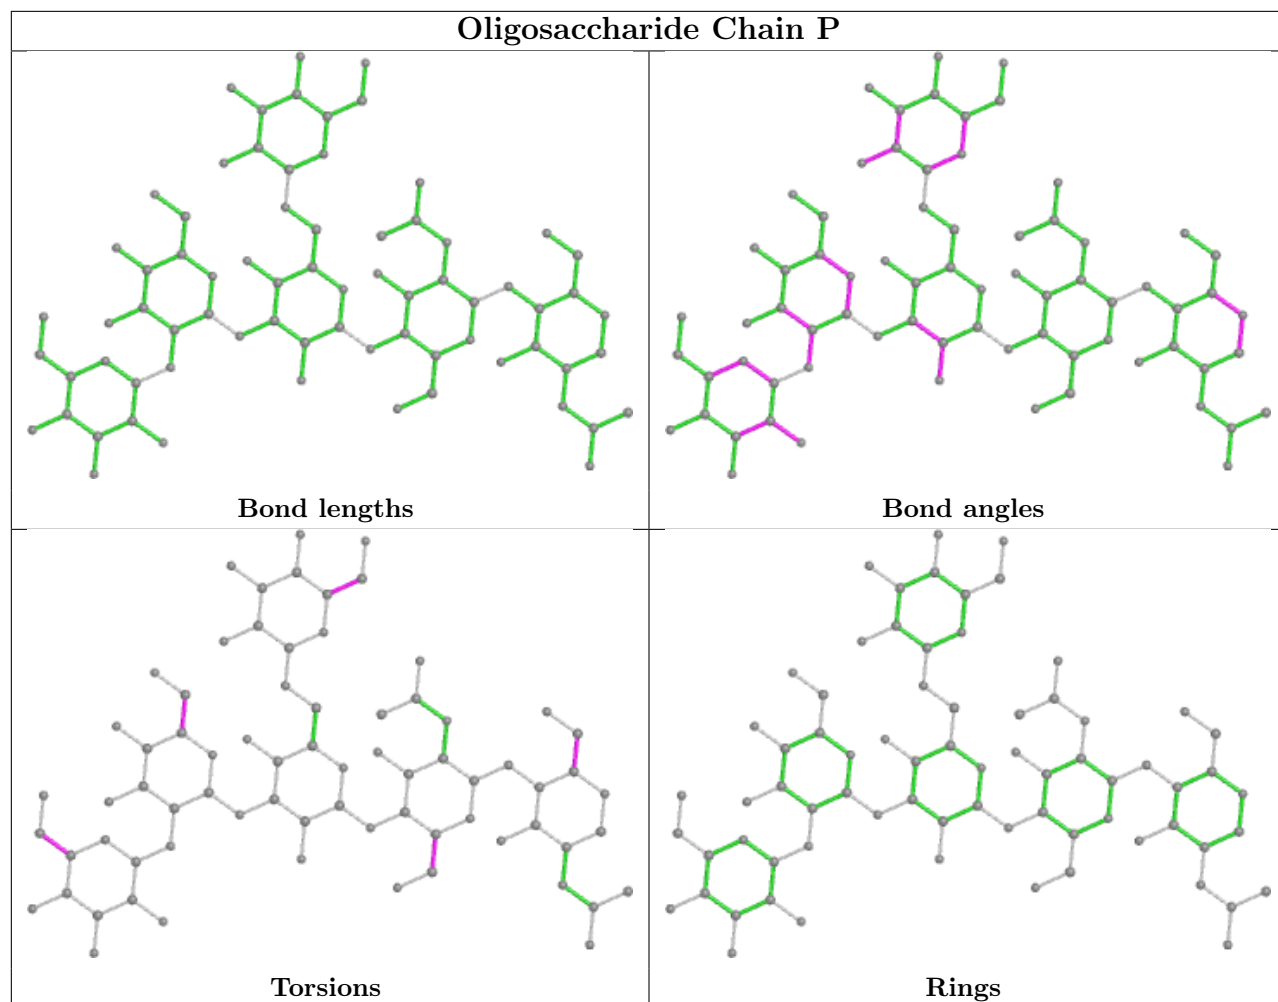 Oligosaccharide Chain P
Bond lengths
Bond angles
Torsions
Rings